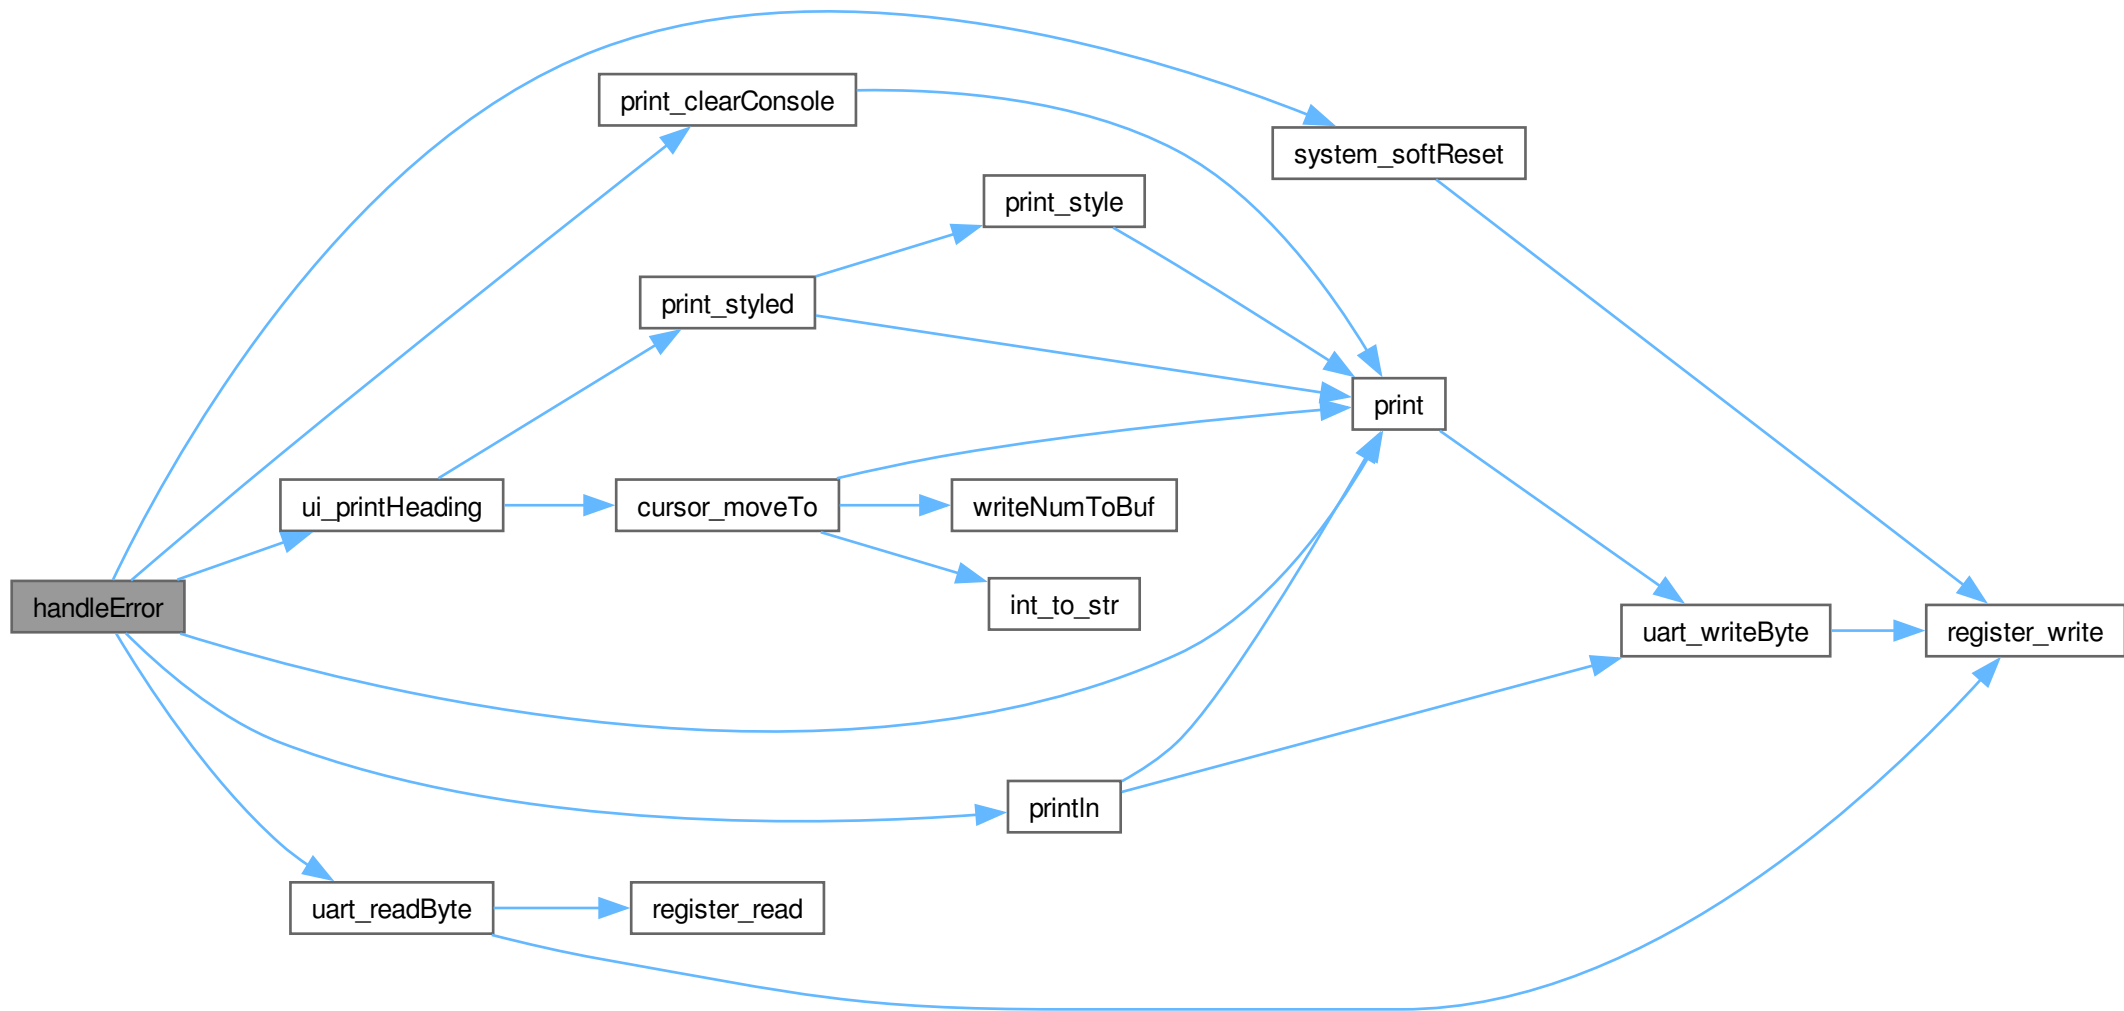 print_clearConsole
system_softReset
print_style
print_styled
print
ui_printHeading
cursor_moveTo
writeNumToBuf
handleError
int_to_str
uart_writeByte
register_write
println
uart_readByte
register_read